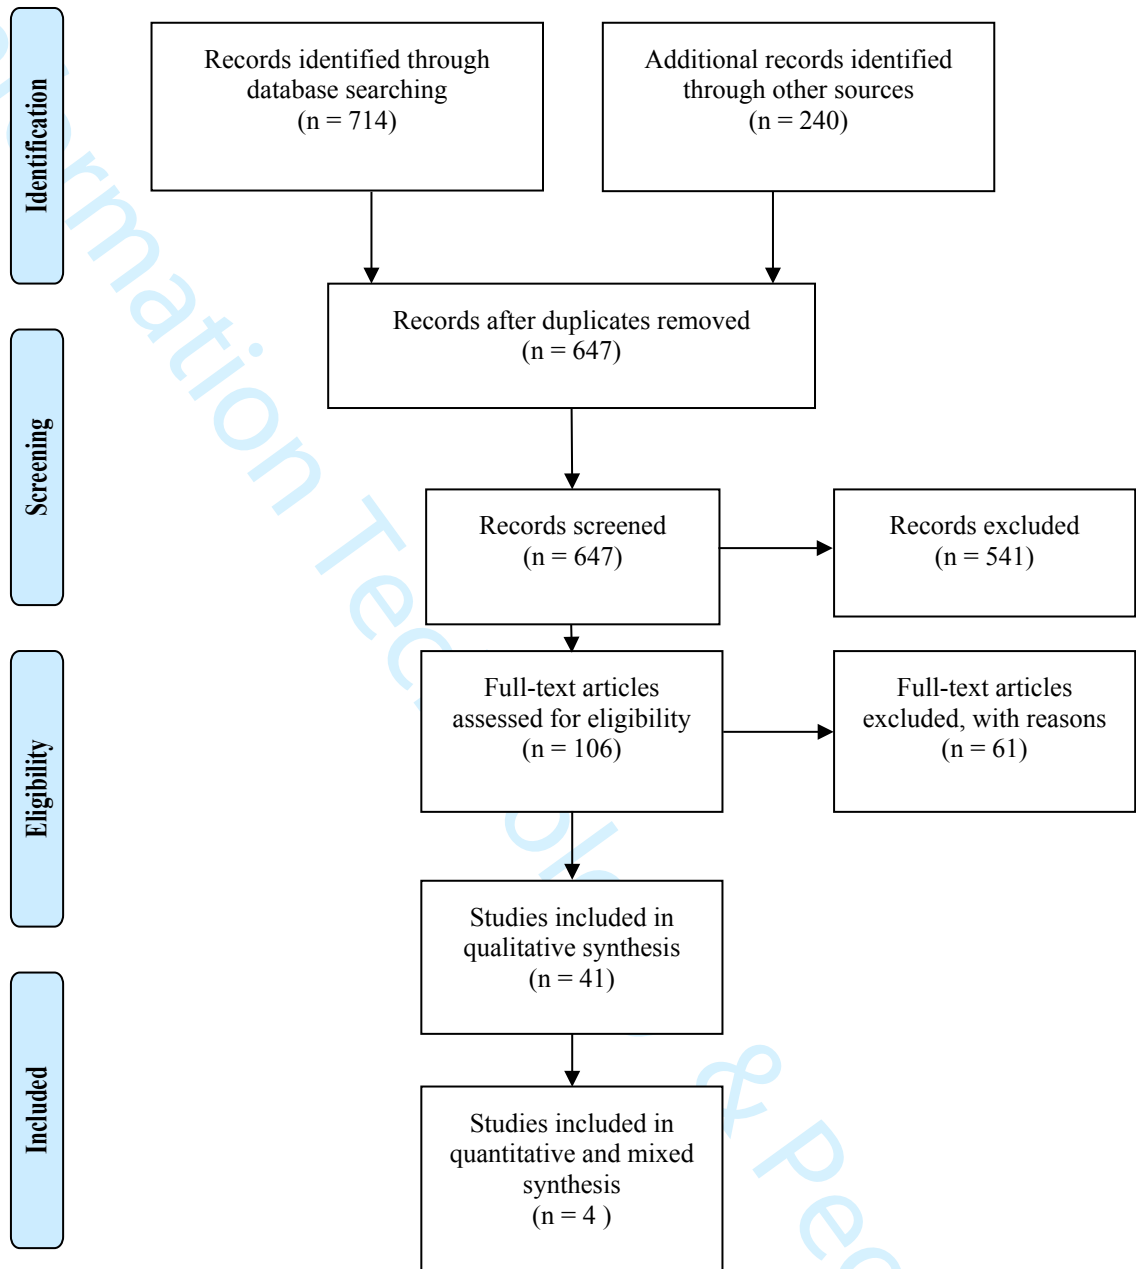 Identification
Records identified through
database searching
(n = 714)
Additional records identified
through other sources
(n = 240)
Records after duplicates removed
(n = 647)
Screening
Records screened
(n = 647)
Records excluded
(n = 541)
Eligibility
Full-text articles
assessed for eligibility
(n = 106)
Full-text articles
excluded, with reasons
(n = 61)
Studies included in
qualitative synthesis
(n = 41)
Included
Studies included in
quantitative and mixed
synthesis
(n = 4 )